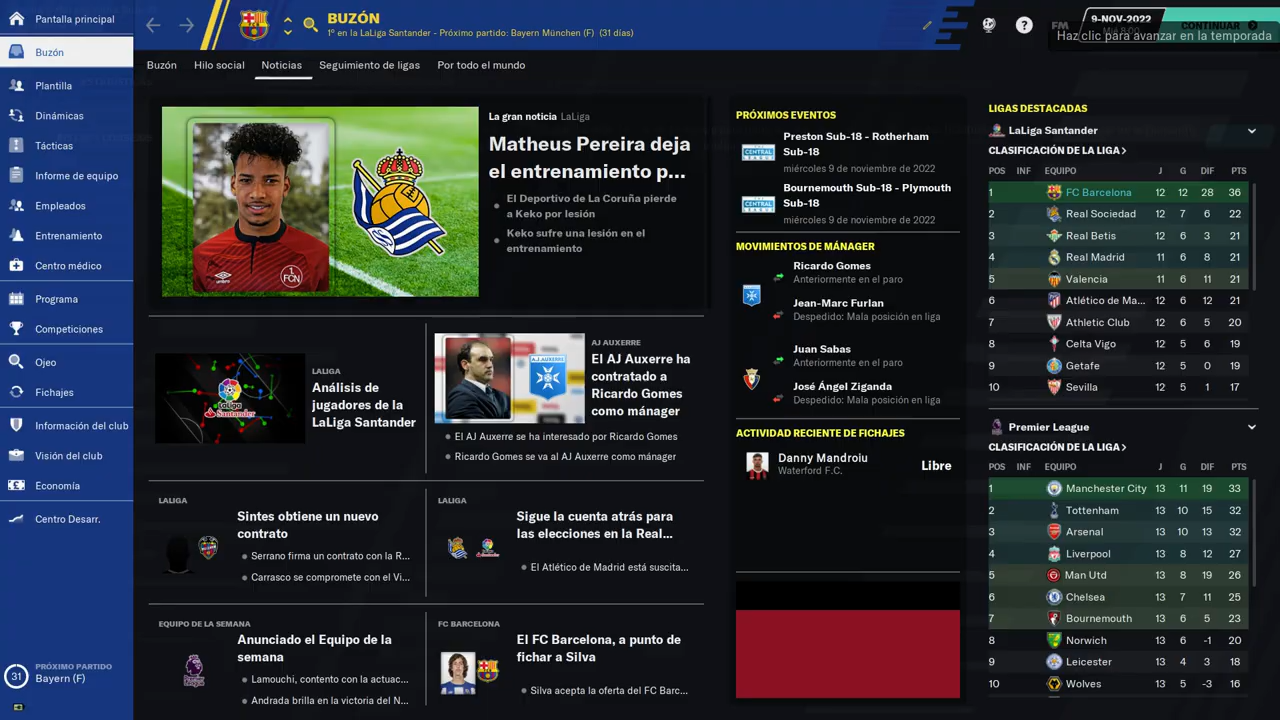 Pantalla principal
Buzón
Plantilla
Dinámicas
Tácticas
Informe de equipo
Empleados
Entrenamiento
Centro médico
Programa
Competiciones
Ojeo
Fichajes
Información del club
Visión del club
Economía
Centro Desarr.
31
PRÓXIMO PARTIDO
Bayern (F)
BUZÓN
1º en la LaLiga Santander - Próximo partido: Bayern München (F) (31 días)
FM
9-NOV-2022
CONTINUAR
Haz clic para avanzar en la temporada
Buzón
Hilo social
Noticias
Seguimiento de ligas
Por todo el mundo
La gran noticia LaLiga
Matheus Pereira deja
el entrenamiento p...
El Deportivo de La Coruña pierde
a Keko por lesión
Keko sufre una lesión en el
entrenamiento
LALIGA
Análisis de
jugadores de la
LaLiga Santander
AJ AUXERRE
El AJ Auxerre ha
contratado a
Ricardo Gomes
como mánager
El AJ Auxerre se ha interesado por Ricardo Gomes
Ricardo Gomes se va al AJ Auxerre como mánager
LALIGA
Sintes obtiene un nuevo
contrato
Serrano firma un contrato con la R...
Carrasco se compromete con el Vi...
LALIGA
Sigue la cuenta atrás para
las elecciones en la Real...
El Atlético de Madrid está suscita...
EQUIPO DE LA SEMANA
Anunciado el Equipo de la
semana
Lamouchi, contento con la actuac...
Andrada brilla en la victoria del N...
FC BARCELONA
El FC Barcelona, a punto de
fichar a Silva
Silva acepta la oferta del FC Barc...
PRÓXIMOS EVENTOS
Preston Sub-18 - Rotherham
Sub-18
miércoles 9 de noviembre de 2022
Bournemouth Sub-18 - Plymouth
Sub-18
miércoles 9 de noviembre de 2022
MOVIMIENTOS DE MÁNAGER
Ricardo Gomes
Anteriormente en el paro
Jean-Marc Furlan
Despedido: Mala posición en liga
Juan Sabas
Anteriormente en el paro
José Ángel Ziganda
Despedido: Mala posición en liga
ACTIVIDAD RECIENTE DE FICHAJES
Danny Mandroiu
Waterford F.C.
Libre
LIGAS DESTACADAS
LaLiga Santander
CLASIFICACIÓN DE LA LIGA
POS INF EQUIPO J G DIF PTS
1 FC Barcelona 12 12 28 36
2 Real Sociedad 12 7 6 22
3 Real Betis 12 6 3 21
4 Real Madrid 11 6 8 21
5 Valencia 11 6 11 21
6 Atlético de Ma... 12 6 12 21
7 Athletic Club 12 6 5 20
8 Celta Vigo 12 5 6 19
9 Getafe 12 5 0 19
10 Sevilla 12 5 1 17
Premier League
CLASIFICACIÓN DE LA LIGA
POS INF EQUIPO J G DIF PTS
1 Manchester City 13 11 19 33
2 Tottenham 13 10 15 32
3 Arsenal 13 10 13 32
4 Liverpool 13 8 12 27
5 Man Utd 13 8 19 26
6 Chelsea 13 7 11 25
7 Bournemouth 13 6 5 23
8 Norwich 13 6 -1 20
9 Leicester 13 4 3 18
10 Wolves 13 5 -3 16